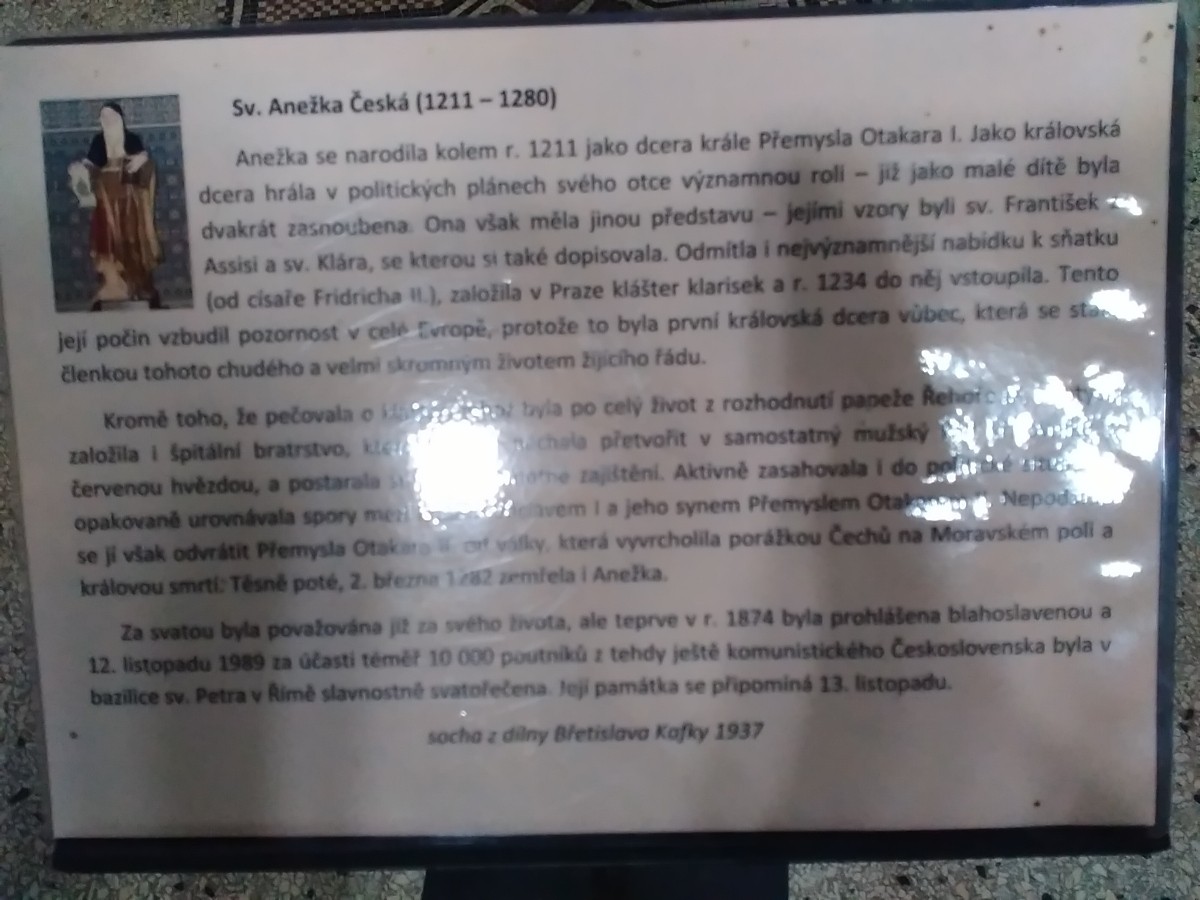 Sv. Anežka Česká (1211 – 1280)
Anežka se narodila kolem r. 1211 jako dcera krále Přemysla Otakara I. Jako královská
dcera hrála v politických plánech svého otce významnou roli – již jako malé dítě byla
dvakrát zasnoubena. Ona však měla jinou představu – jejími vzory byli sv. František
Assisi a sv. Klára, se kterou si také dopisovala. Odmítla i nejvýznamnější nabídku k sňatku
(od císaře Fridricha II.), založila v Praze klášter klarisek a r. 1234 do něj vstoupila. Tento
její počin vzbudil pozornost v celé Evropě, protože to byla první královská dcera vůbec, která se
členkou tohoto chudého a velmi skromným životem žijícího řádu.
Kromě toho, že pečovala o byla po celý život z rozhodnutí papeže
založila i špitální bratrstvo, nechala přetvořit v samostatný mužský
červenou hvězdou, a postarala zajištění. Aktivně zasahovala i do
opakovaně urovnávala spory mezi I a jeho synem Přemyslem
se jí však odvrátit Přemysla Otakara II. od války, která vyvrcholila porážkou Čechů na Moravském poli a
královou smrtí. Těsně poté, 2. března 1282 zemřela i Anežka.
Za svatou byla považována již za svého života, ale teprve v r. 1874 byla prohlášena blahoslavenou a
12. listopadu 1989 za účasti téměř 10 000 poutníků z tehdy ještě komunistického Československa byla v
bazilice sv. Petra v Římě slavnostně svatořečena. Její památka se připomíná 13. listopadu.
socha z dílny Břetislava Kafky 1937